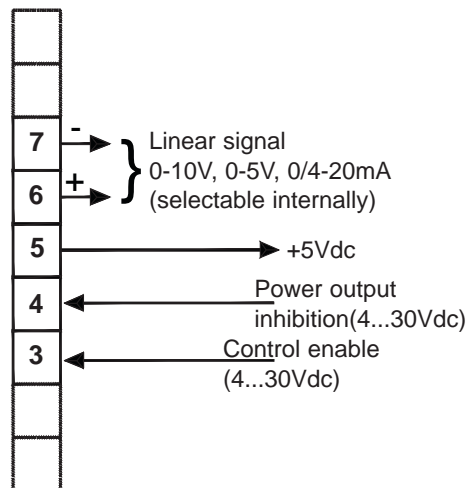 7 - Linear signal
0-10V, 0-5V, 0/4-20mA
6 + (selectable internally)
5 +5Vdc
4 Power output
inhibition(4...30Vdc)
3 Control enable
(4...30Vdc)